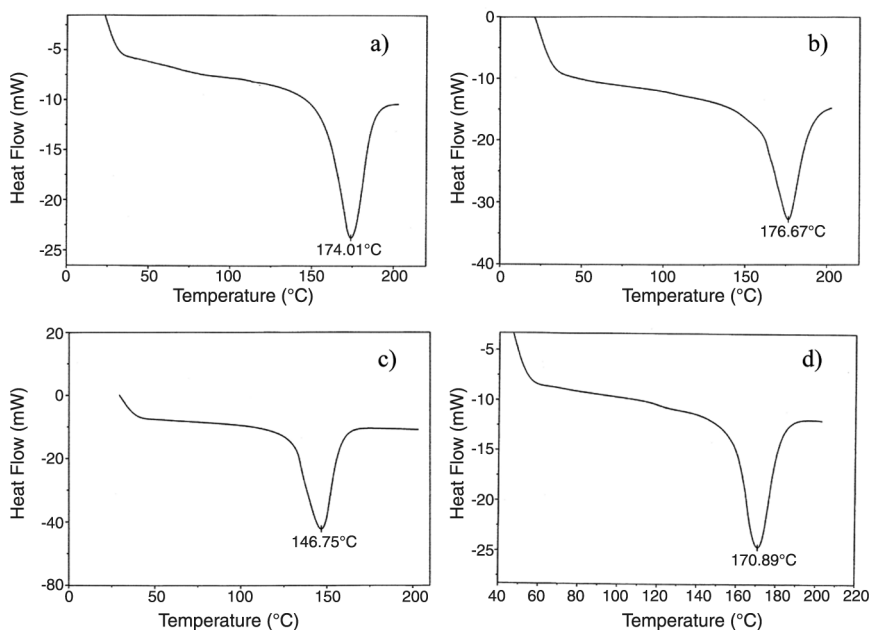 a)
-5
-10
-15
-20
-25
Heat Flow (mW)
174.01°C
0
50
100
150
200
Temperature (°C)
b)
0
-10
-20
-30
-40
Heat Flow (mW)
176.67°C
0
50
100
150
200
Temperature (°C)
c)
20
0
-20
-40
-80
Heat Flow (mW)
146.75°C
0
50
100
150
200
Temperature (°C)
d)
-5
-10
-15
-20
-25
Heat Flow (mW)
170.89°C
40
60
80
100
120
140
160
180
200
220
Temperature (°C)